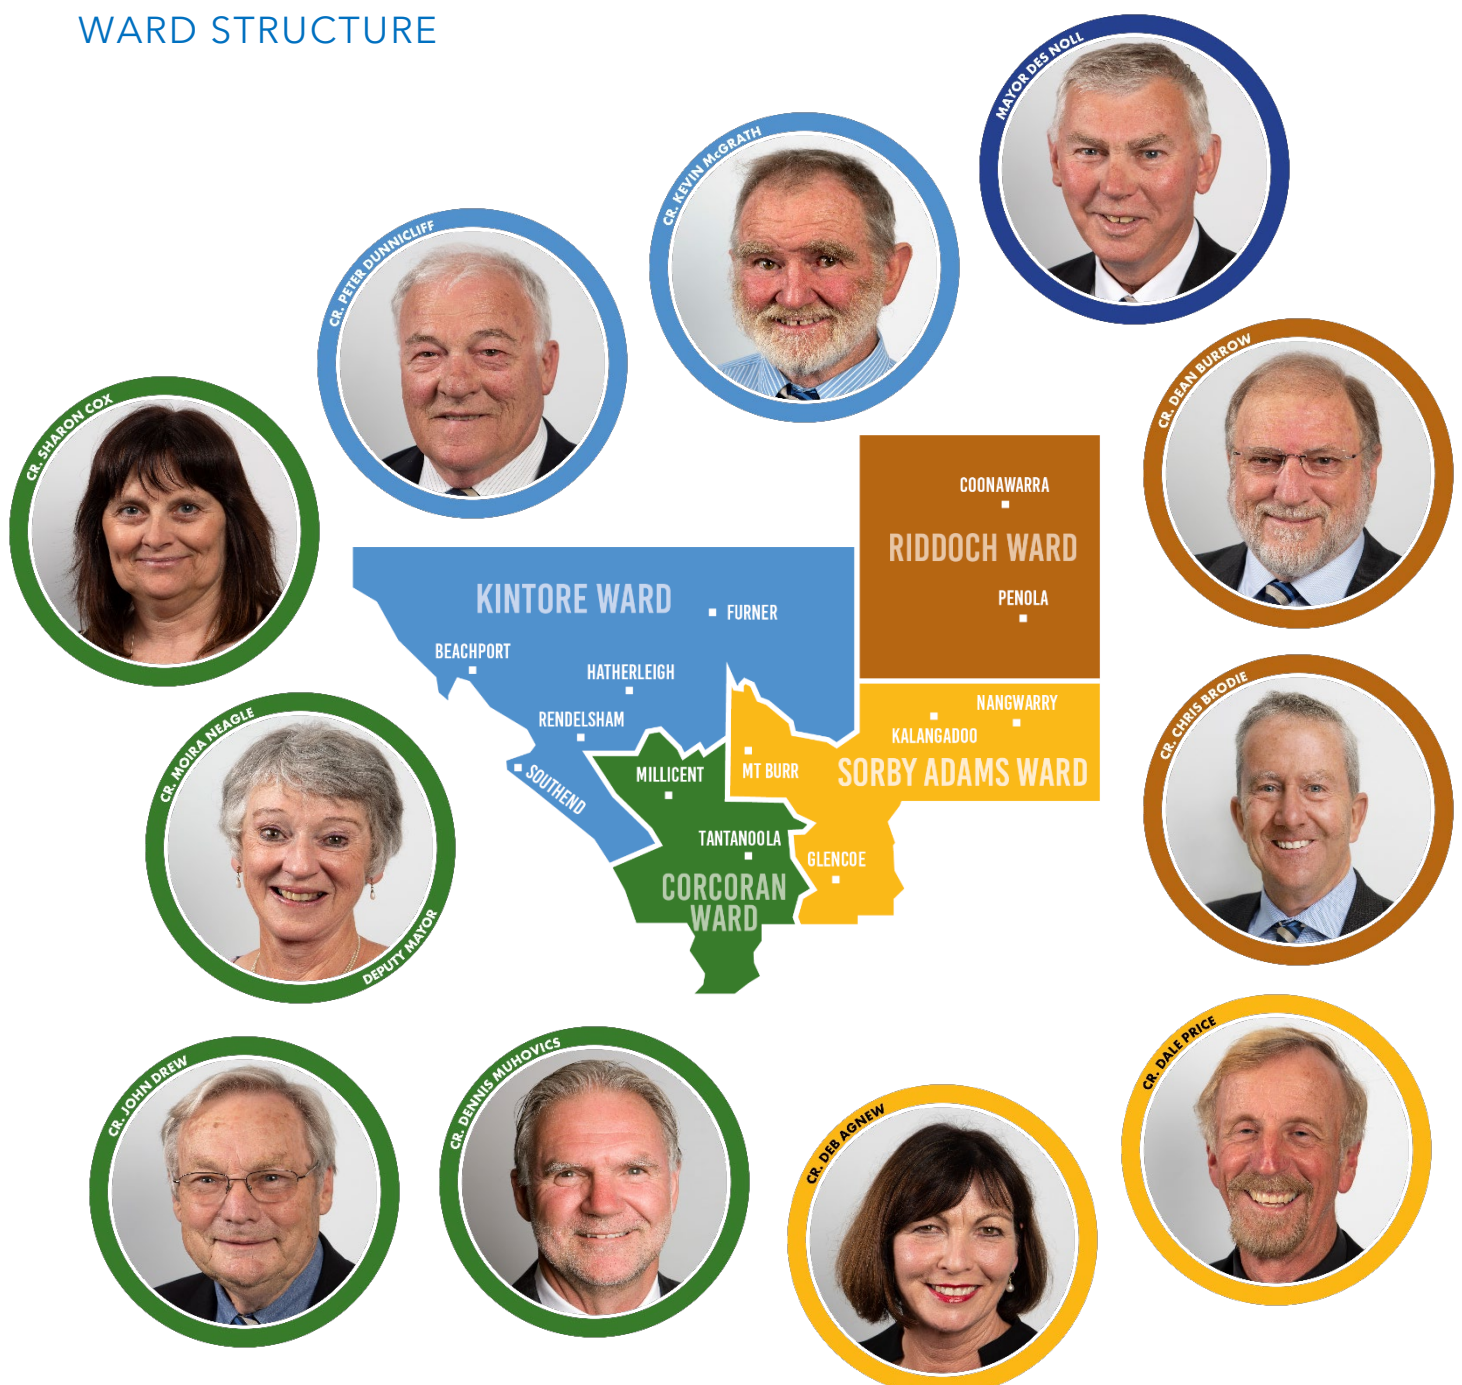 WARD STRUCTURE
MAYOR DES NOLL
CR. KEVIN McGRATH
CR. PETER DUNNICLIFF
CR. DEAN BURROW
CR. SHARON COX
COONAWARRA
RIDDOCH WARD
PENOLA
KINTORE WARD
FURNER
BEACHPORT
HATHERLEIGH
RENDELSHAM
SOUTHEND
NANGWARRY
KALANGADOO
MT BURR
SORBY ADAMS WARD
MILLICENT
TANTANOOLA
GLENCOE
CORCORAN
WARD
CR. CHRIS BRODIE
CR. MOIRA NEAGLE
DEPUTY MAYOR
CR. JOHN DREW
CR. DENNIS MUHOVICS
CR. DEB AGNEW
CR. DALE PRICE